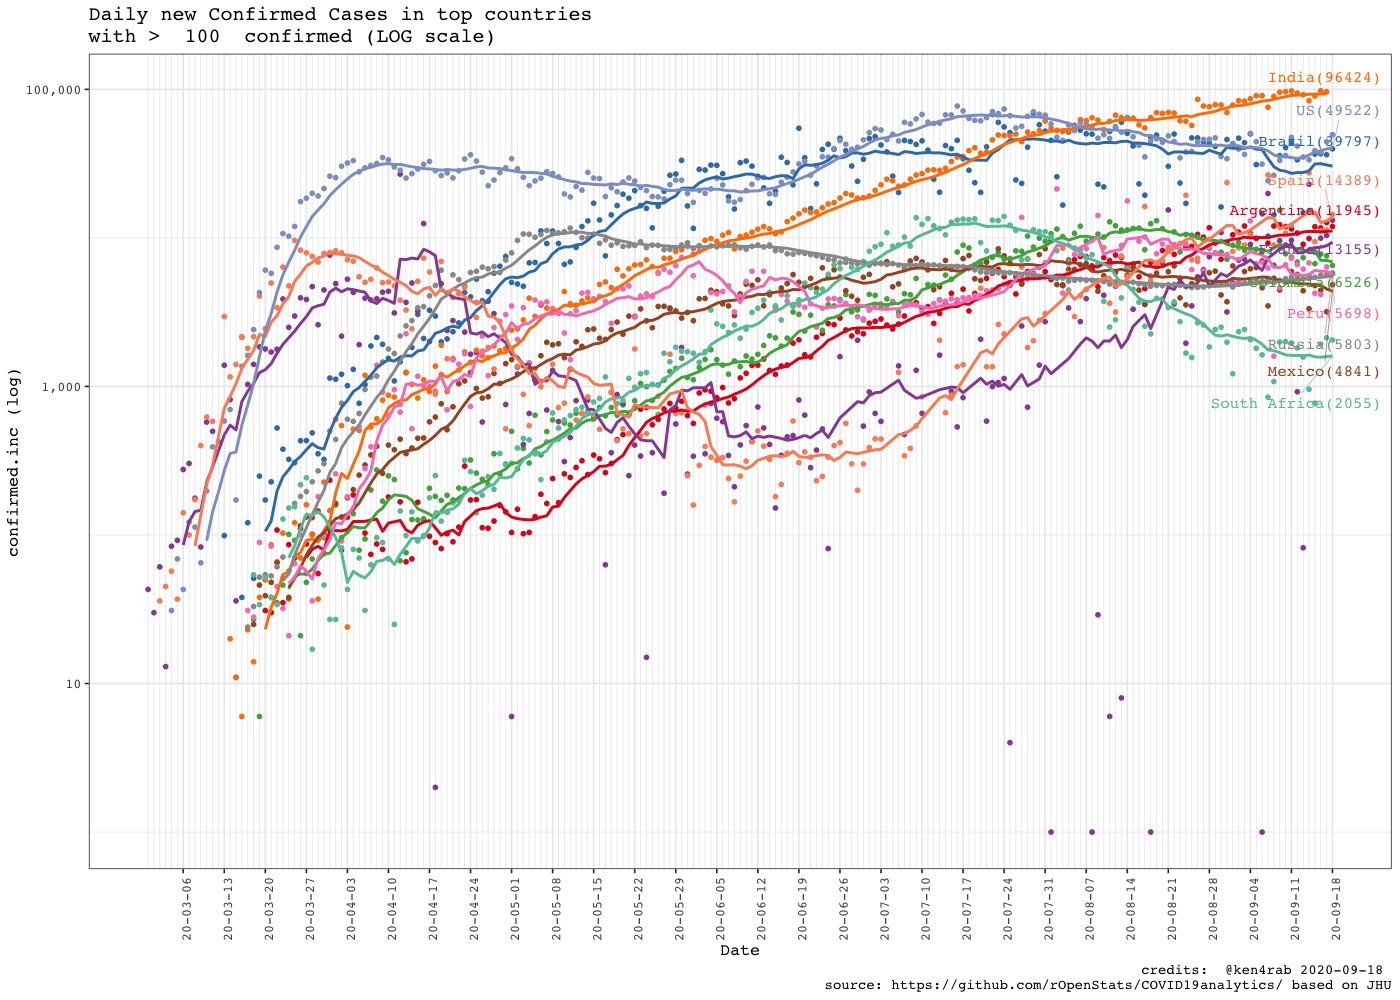 Daily new Confirmed Cases in top countries
with > 100 confirmed (LOG scale)
confirmed.inc (log)
100,000
1,000
10
India(96424)
US(49522)
Brazil(39797)
Spain(14389)
Argentina(11945)
Colombia(6526)
Peru(5698)
Russia(5803)
Mexico(4841)
South Africa(2055)
20-03-06
20-03-13
20-03-20
20-03-27
20-04-03
20-04-10
20-04-17
20-04-24
20-05-01
20-05-08
20-05-15
20-05-22
20-05-29
20-06-05
20-06-12
20-06-19
20-06-26
20-07-03
20-07-10
20-07-17
20-07-24
20-07-31
20-08-07
20-08-14
20-08-21
20-08-28
20-09-04
20-09-11
20-09-18
Date
credits: @ken4rab 2020-09-18
source: https://github.com/rOpenStats/COVID19analytics/ based on JHU